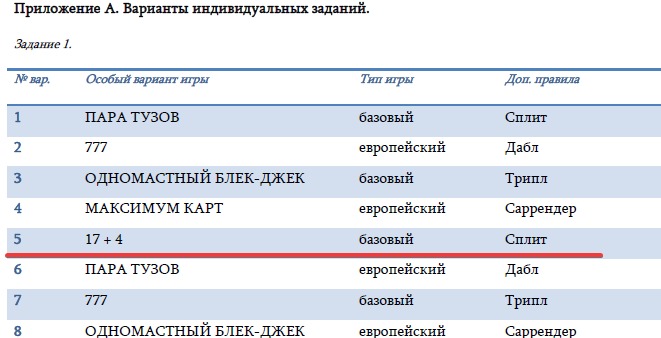 Приложение А. Варианты индивидуальных заданий.
Задание 1.
№ вар. Особый вариант игры Тип игры Доп. правила
1 ПАРА ТУЗОВ базовый Сплит
2 777 европейский Дабл
3 ОДНОМАСТНЫЙ БЛЕК-ДЖЕК базовый Трипл
4 МАКСИМУМ КАРТ европейский Саррендер
5 17 + 4 базовый Сплит
6 ПАРА ТУЗОВ европейский Дабл
7 777 базовый Трипл
8 ОДНОМАСТНЫЙ БЛЕК-ДЖЕК европейский Саррендер